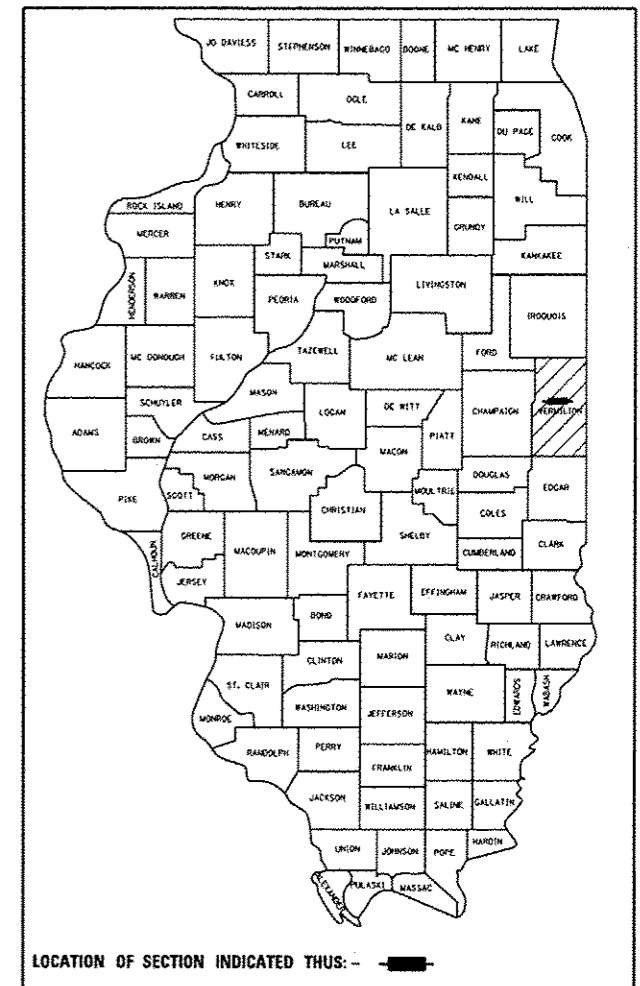 JO DAVIESS STEPHENSON WINNEBAGO BOONE MC HENRY LAKE
CARROLL OGLE DE KALB KANE DU PAGE COOK
WHITESIDE LEE KENDALL WILL
ROCK ISLAND HENRY BUREAU LA SALLE GRUNDY
MERCER PUTNAM KANKAKEE
STARK MARSHALL
HENDERSON WARREN KNOX PEORIA WOODFORD LIVINGSTON IROQUOIS
HANCOCK MC DONOUGH FULTON TAZEWELL MC LEAN FORD
MASON
SCHUYLER LOGAN DE WITT CHAMPAIGN VERMILION
ADAMS BROWN CASS MENARD MACON PIATT
MORGAN SANGAMON DOUGLAS EDGAR
PIKE SCOTT CHRISTIAN MOULTRIE COLES
GREENE SHELBY
CALHOUN MACOUPIN MONTGOMERY CUMBERLAND CLARK
JERSEY FAYETTE EFFINGHAM JASPER CRAWFORD
MADISON BOND
CLAY RICHLAND LAWRENCE
CLINTON MARION
ST. CLAIR WAYNE EDWARDS WABASH
WASHINGTON JEFFERSON
MONROE
RANDOLPH PERRY HAMILTON WHITE
FRANKLIN
JACKSON WILLIAMSON SALINE GALLATIN
UNION JOHNSON POPE HARDIN
ALEXANDER PULASKI MASSAC
LOCATION OF SECTION INDICATED THUS: -